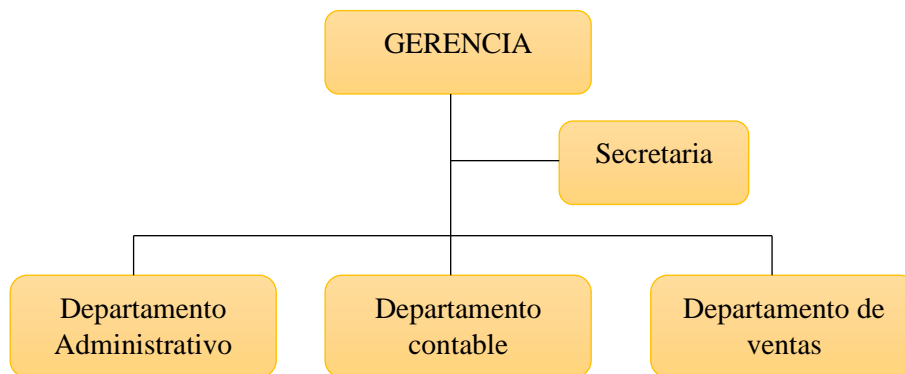 GERENCIA
Secretaria
Departamento
Administrativo
Departamento
contable
Departamento de
ventas